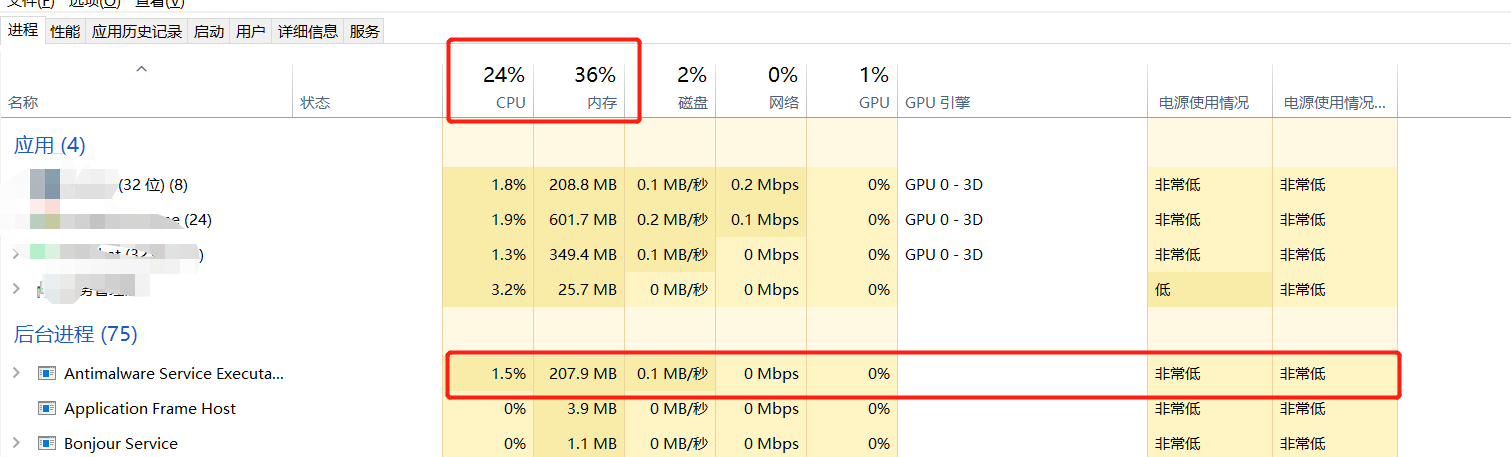 文件(F) 选项(O) 查看(V)
进程 性能 应用历史记录 启动 用户 详细信息 服务
24% 36% 2% 0% 1%
名称 状态 CPU 内存 磁盘 网络 GPU GPU 引擎 电源使用情况 电源使用情况...
应用 (4)
(32 位) (8) 1.8% 208.8 MB 0.1 MB/秒 0.2 Mbps 0% GPU 0 - 3D 非常低 非常低
(24) 1.9% 601.7 MB 0.2 MB/秒 0.1 Mbps 0% GPU 0 - 3D 非常低 非常低
1.3% 349.4 MB 0.1 MB/秒 0 Mbps 0% GPU 0 - 3D 非常低 非常低
3.2% 25.7 MB 0 MB/秒 0 Mbps 0% 低 非常低
后台进程 (75)
Antimalware Service Executa... 1.5% 207.9 MB 0.1 MB/秒 0 Mbps 0% 非常低 非常低
Application Frame Host 0% 3.9 MB 0 MB/秒 0 Mbps 0% 非常低 非常低
Bonjour Service 0% 1.1 MB 0 MB/秒 0 Mbps 0% 非常低 非常低